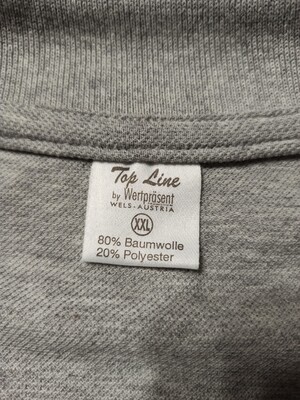 Top Line
by Wertpräsent
WELS-AUSTRIA
XXL
80% Baumwolle
20% Polyester